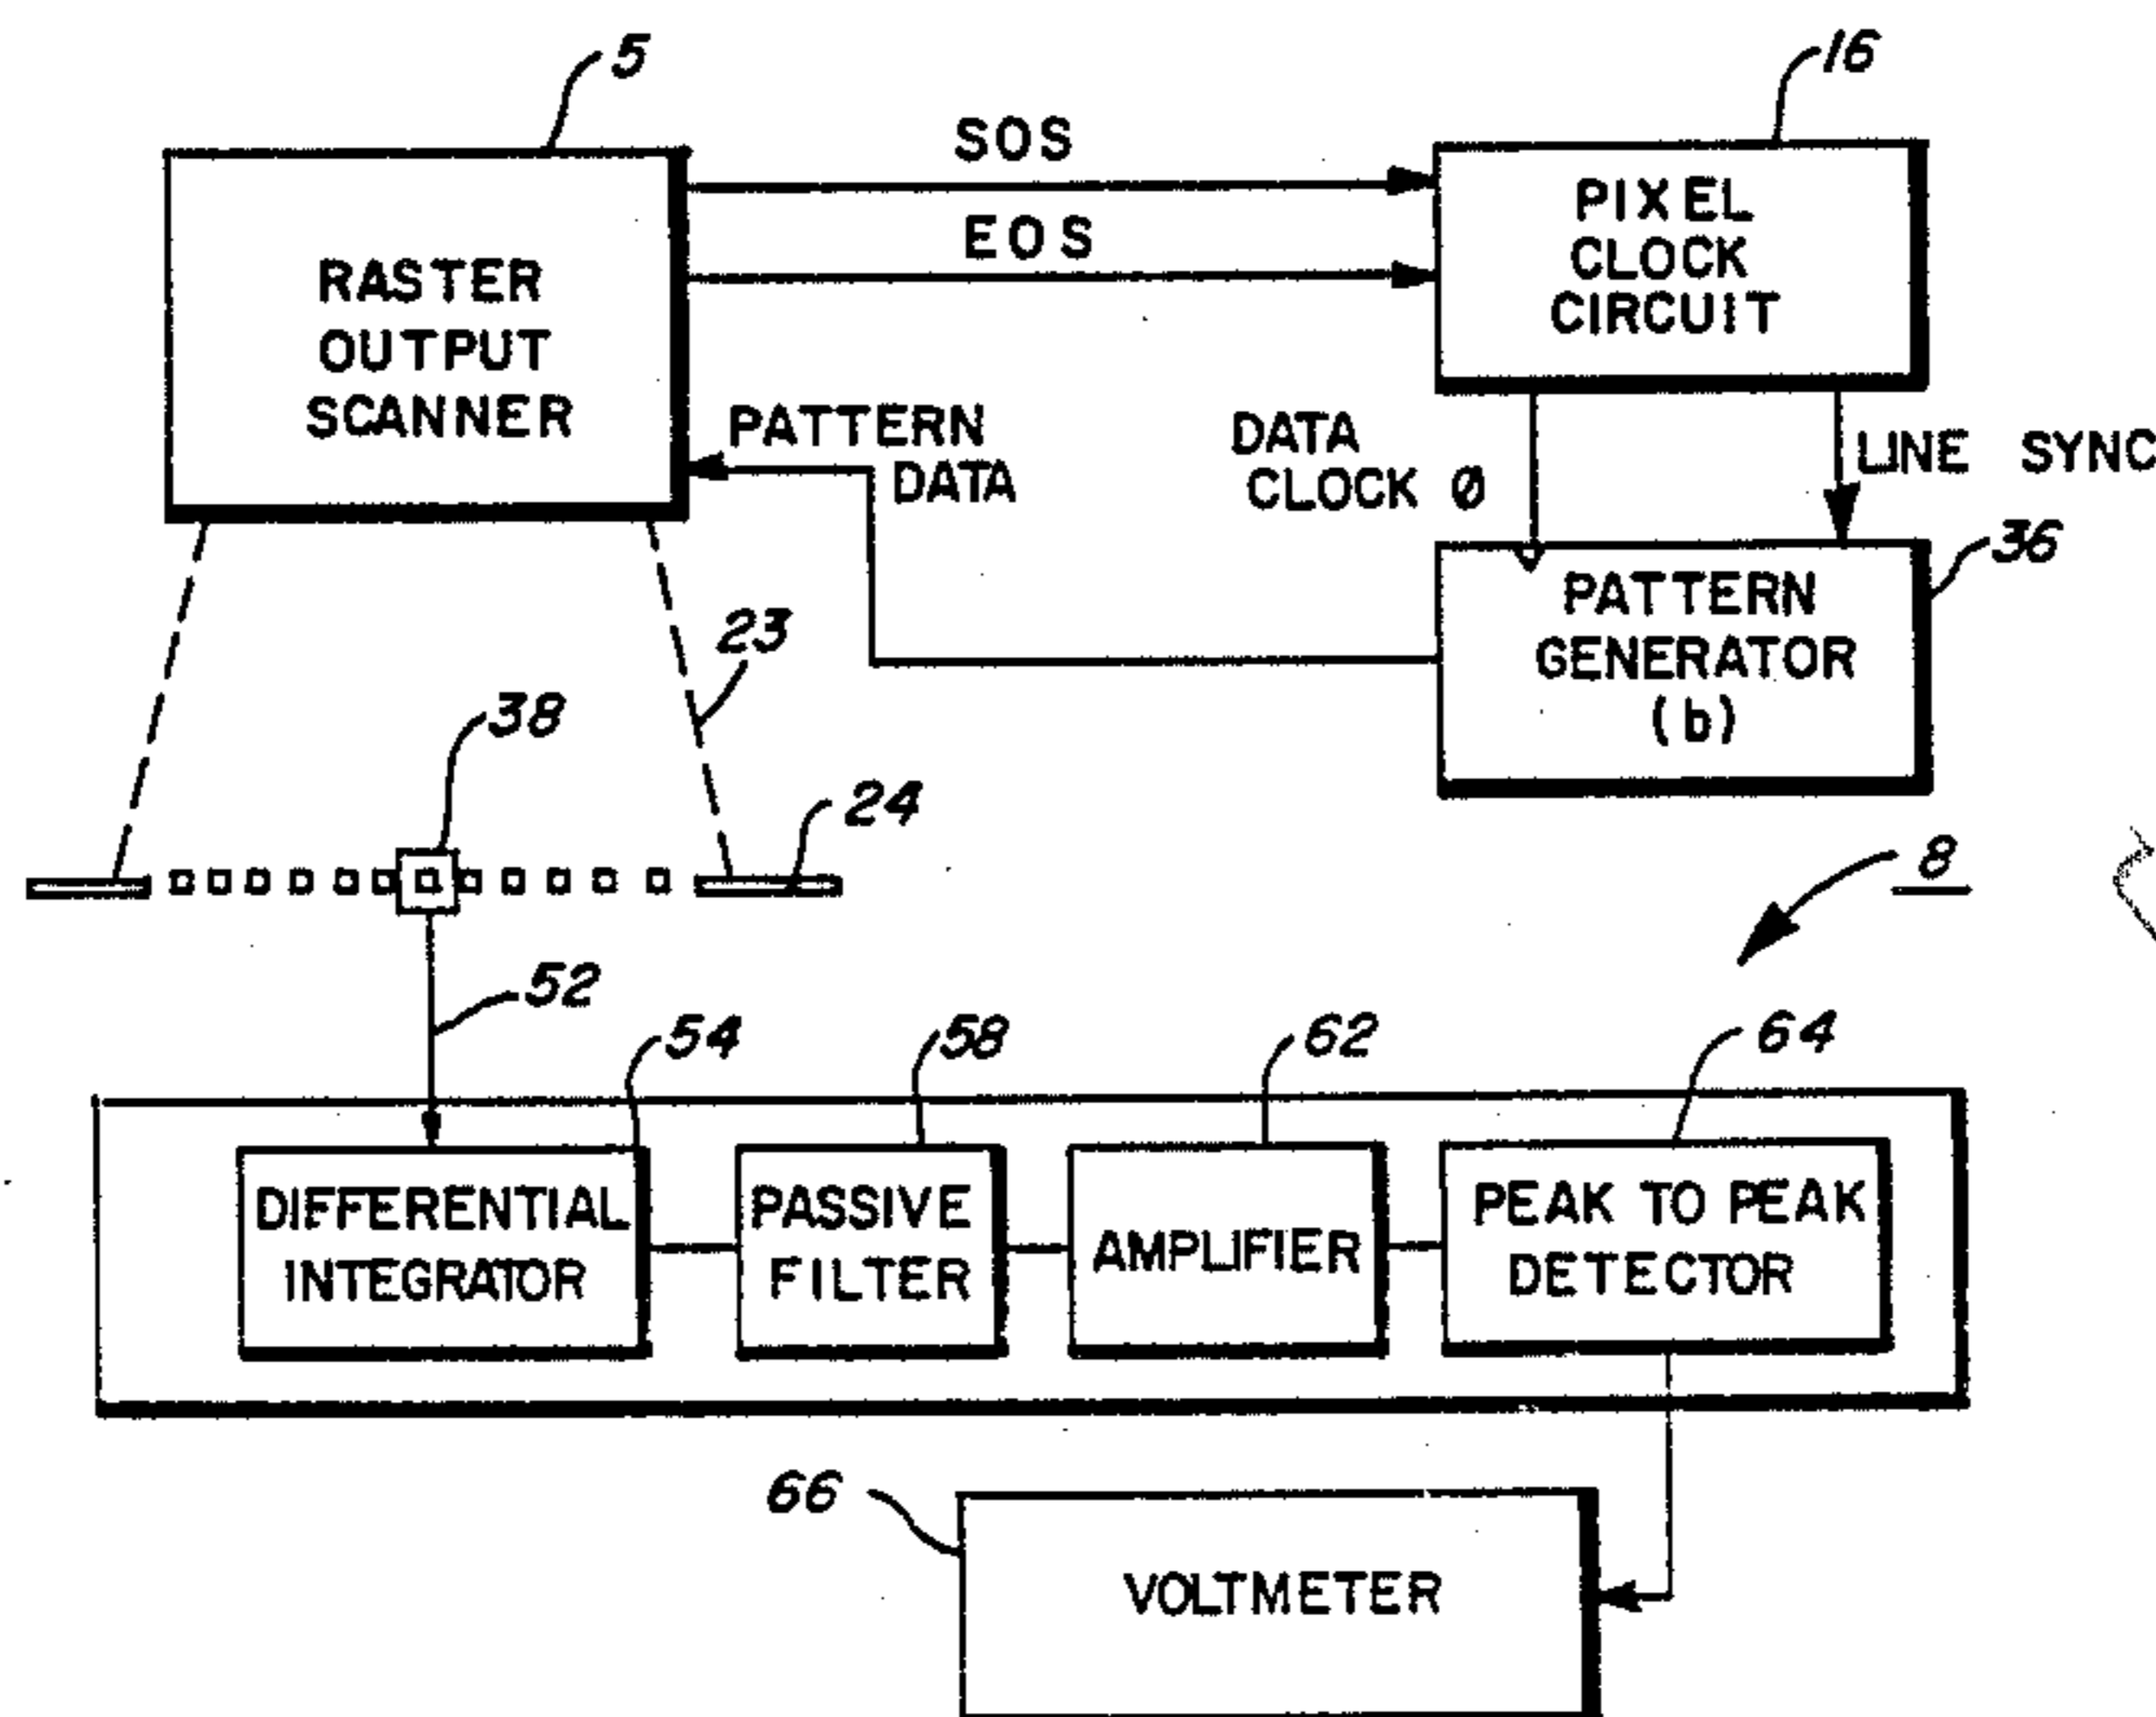 5
16
SOS
EOS
RASTER
OUTPUT
SCANNER
PIXEL
CLOCK
CIRCUIT
PATTERN
DATA
DATA
CLOCK Ø
LINE SYNC
36
PATTERN
GENERATOR
(b)
23
38
24
8
52
54
58
62
64
DIFFERENTIAL
INTEGRATOR
PASSIVE
FILTER
AMPLIFIER
PEAK TO PEAK
DETECTOR
66
VOLTMETER